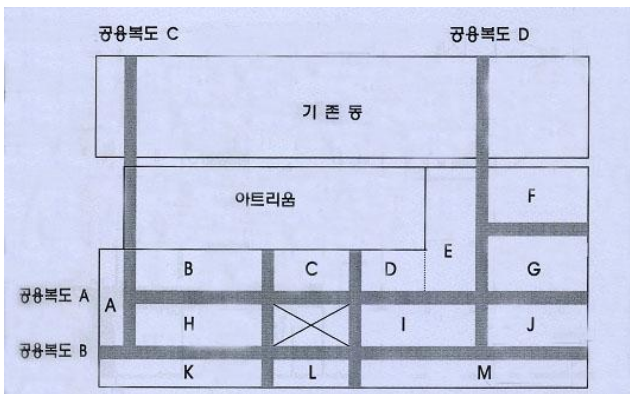 공용복도 C 공용복도 D
기 존 동
아트리움
F
E
B C D G
공용복도 A
A
H I J
공용복도 B
K L M